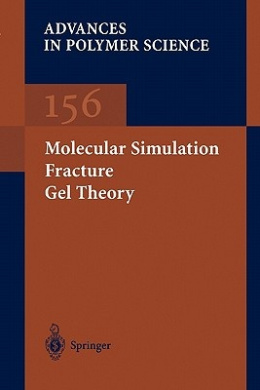 ADVANCES
IN POLYMER SCIENCE
156
Molecular Simulation
Fracture
Gel Theory
Springer